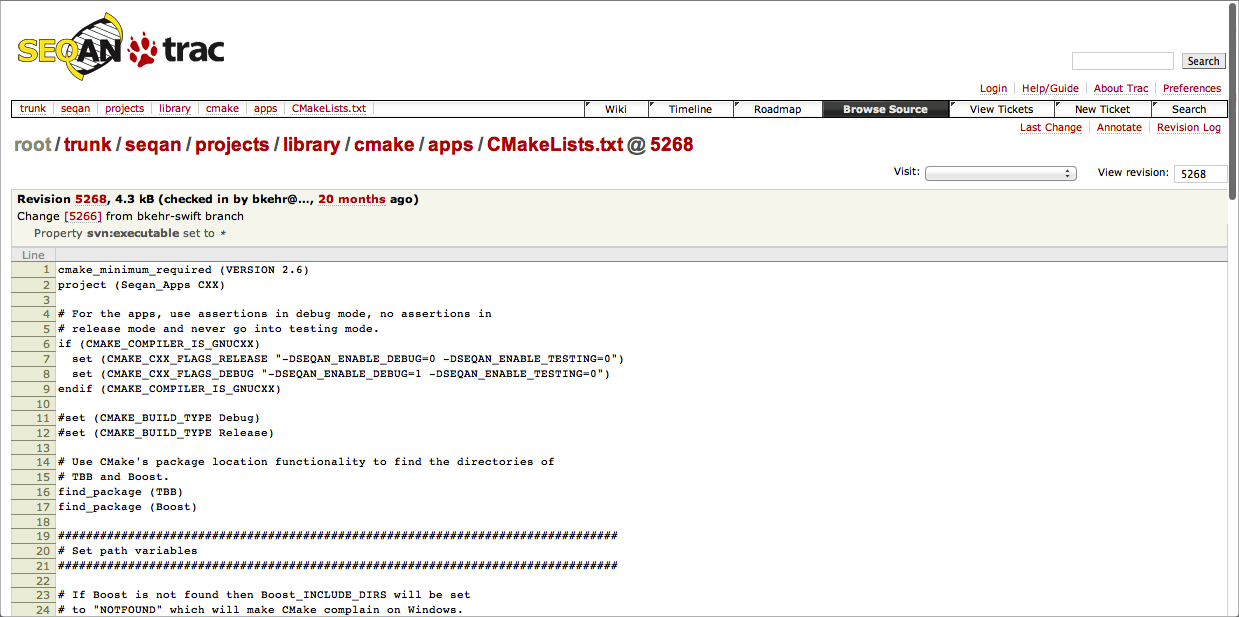 SEQAN trac
Search
Login Help/Guide About Trac Preferences
trunk seqan projects library cmake apps CMakeLists.txt Wiki Timeline Roadmap Browse Source View Tickets New Ticket Search
Last Change Annotate Revision Log
root/trunk/seqan/projects/library/cmake/apps/CMakeLists.txt @ 5268
Visit: View revision: 5268
Revision 5268, 4.3 kB (checked in by bkehr@..., 20 months ago)
Change [5266] from bkehr-swift branch
Property svn:executable set to *
Line
1 cmake_minimum_required (VERSION 2.6)
2 project (Seqan_Apps CXX)
3
4 # For the apps, use assertions in debug mode, no assertions in
5 # release mode and never go into testing mode.
6 if (CMAKE_COMPILER_IS_GNUCXX)
7 set (CMAKE_CXX_FLAGS_RELEASE "-DSEQAN_ENABLE_DEBUG=0 -DSEQAN_ENABLE_TESTING=0")
8 set (CMAKE_CXX_FLAGS_DEBUG "-DSEQAN_ENABLE_DEBUG=1 -DSEQAN_ENABLE_TESTING=0")
9 endif (CMAKE_COMPILER_IS_GNUCXX)
10
11 #set (CMAKE_BUILD_TYPE Debug)
12 #set (CMAKE_BUILD_TYPE Release)
13
14 # Use CMake's package location functionality to find the directories of
15 # TBB and Boost.
16 find_package (TBB)
17 find_package (Boost)
18
19 ################################################################################
20 # Set path variables
21 ################################################################################
22
23 # If Boost is not found then Boost_INCLUDE_DIRS will be set
24 # to "NOTFOUND" which will make CMake complain on Windows.